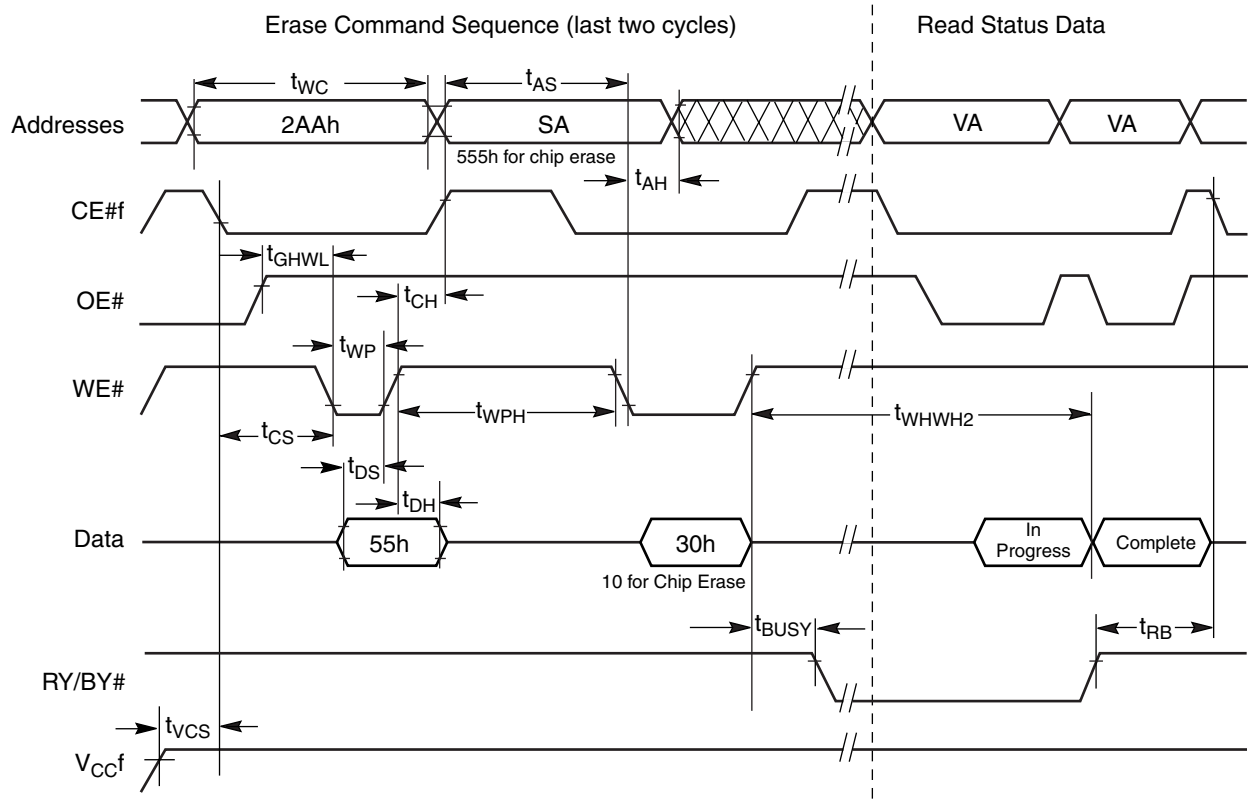 Erase Command Sequence (last two cycles)
Read Status Data
tWC
tAS
Addresses
2AAh
SA
VA
VA
555h for chip erase
tAH
CE#f
tGHWL
OE#
tCH
tWP
WE#
tWPH
tWHWH2
tCS
tDS
tDH
Data
55h
30h
In
Progress
Complete
10 for Chip Erase
tBUSY
tRB
RY/BY#
tVCS
VCCf